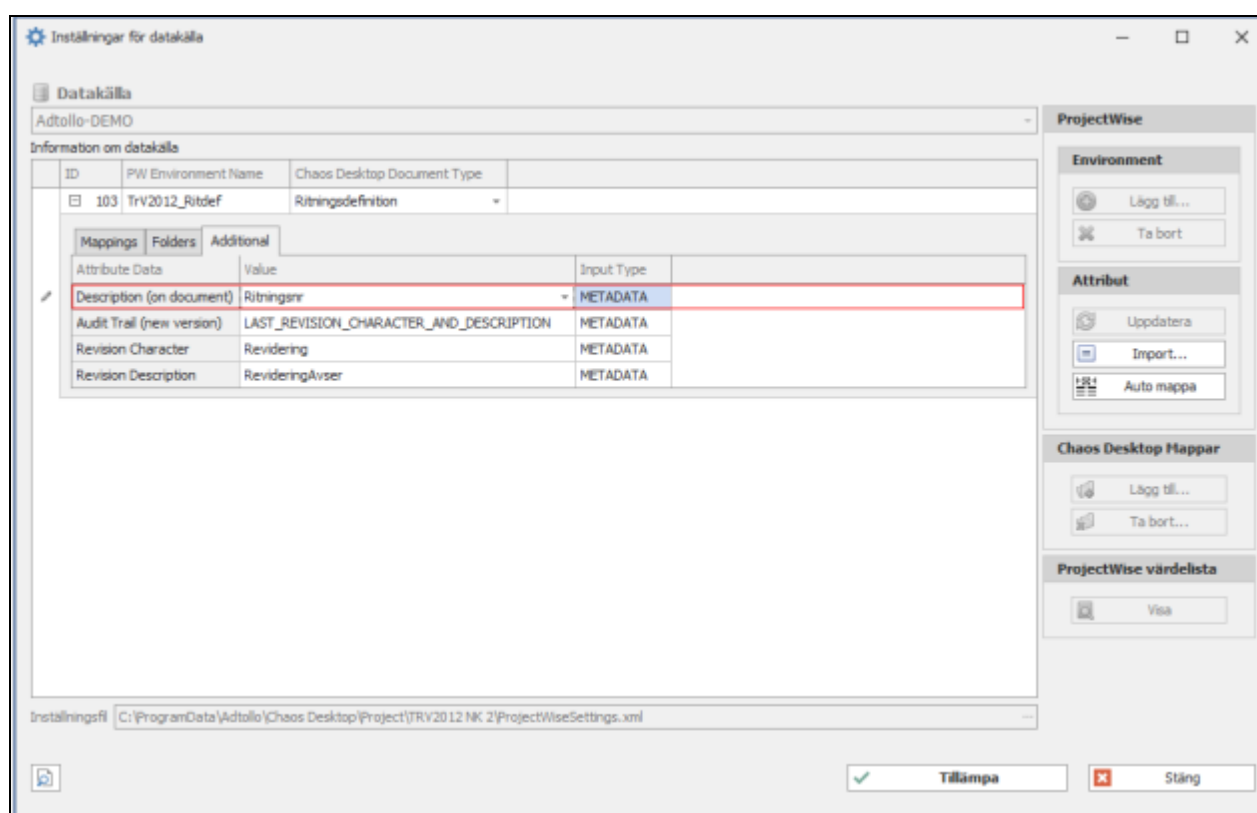 Inställningar för datakälla
Datakälla
Adtollo-DEMO
Information om datakälla
ID PW Environment Name Chaos Desktop Document Type
103 TrV2012_Ritdef Ritningsdefinition
Mappings Folders Additional
Attribute Data Value Input Type
Description (on document) Ritningsnr METADATA
Audit Trail (new version) LAST_REVISION_CHARACTER_AND_DESCRIPTION METADATA
Revision Character Revidering METADATA
Revision Description RevideringAvser METADATA
ProjectWise
Environment
Lägg till...
Ta bort
Attribut
Uppdatera
Import...
Auto mappa
Chaos Desktop Mappar
Lägg till...
Ta bort...
ProjectWise värdelista
Visa
Inställningsfil C:\ProgramData\Adtollo\Chaos Desktop\Project\TRV2012 NK 2\ProjectWiseSettings.xml ...
Tillämpa Stäng